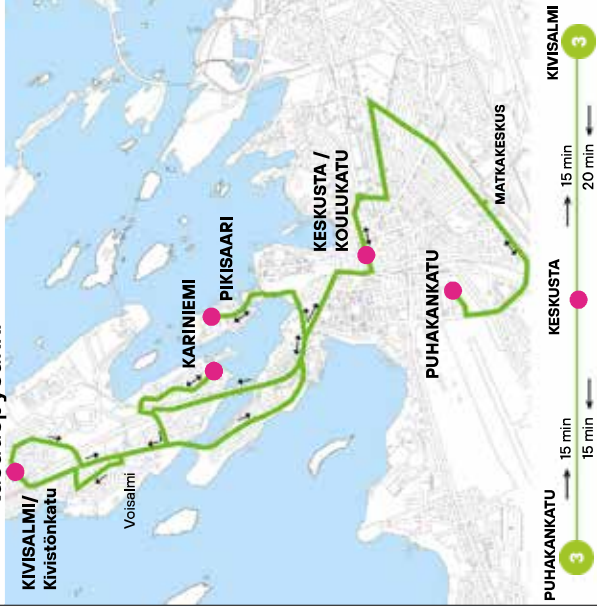 KIVISALMI/
Kivistönkatu
Voisalmi
KARINIEMI
PIKISAARI
KESKUSTA /
KOULUKATU
PUHAKANKATU
MATKAKESKUS
PUHAKANKATU
KESKUSTA
KIVISALMI
3
15 min
15 min
15 min
20 min
3